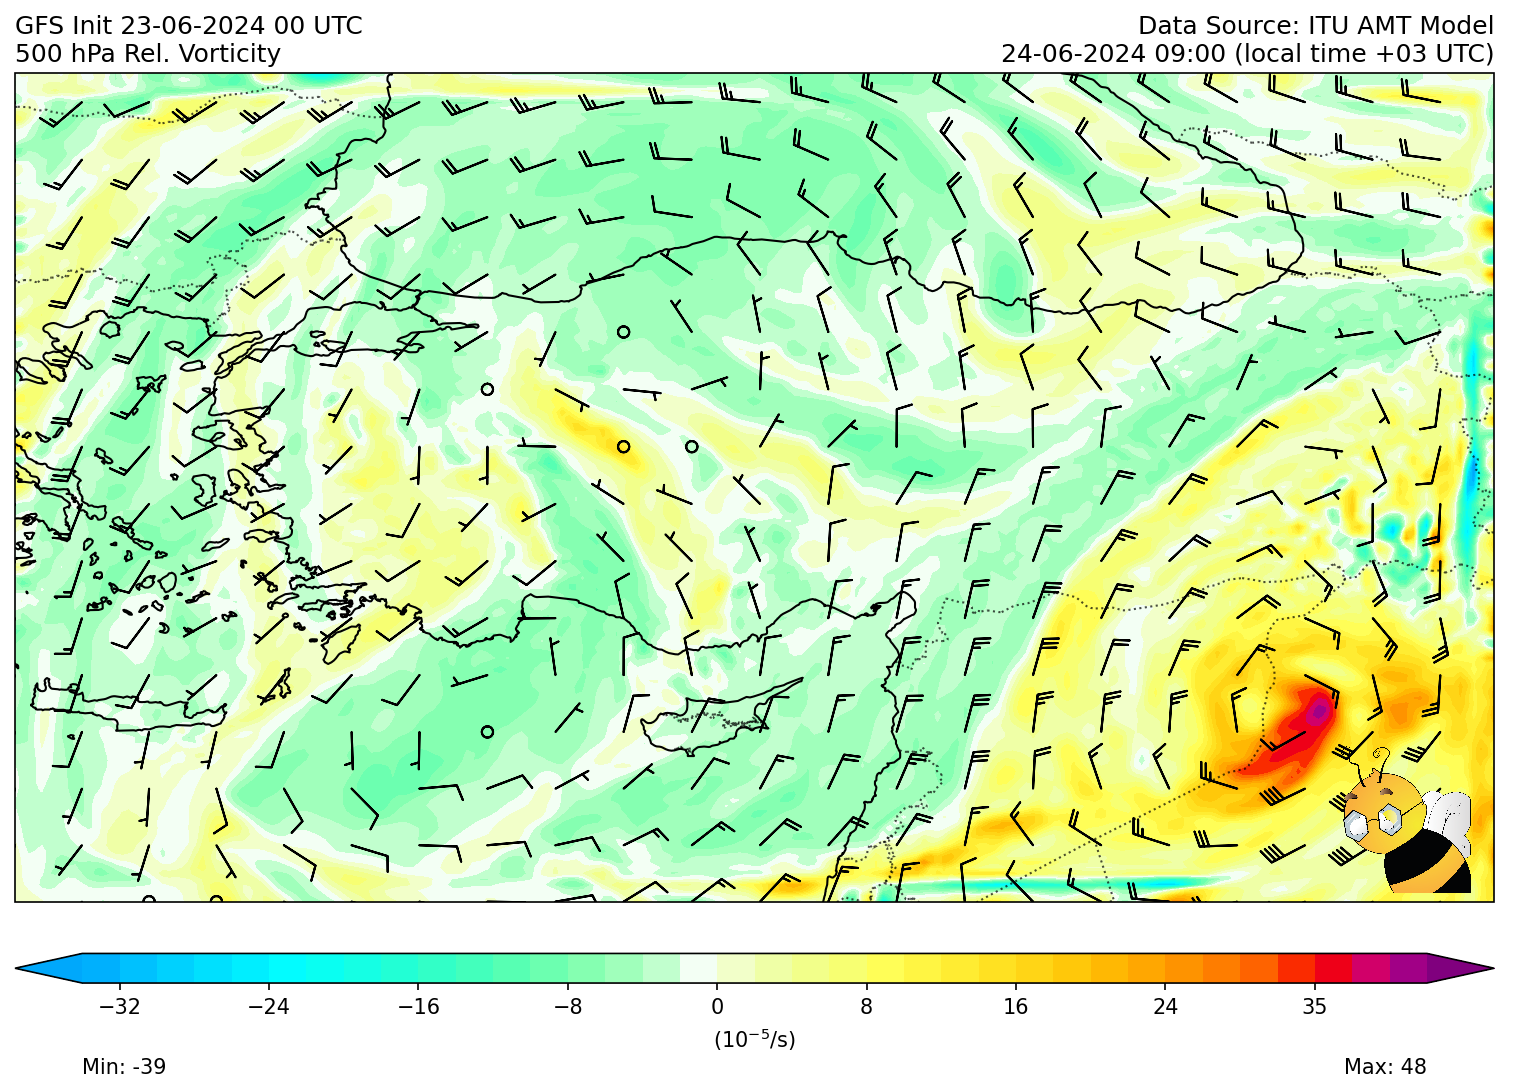 GFS Init 23-06-2024 00 UTC
Data Source: ITU AMT Model
500 hPa Rel. Vorticity
24-06-2024 09:00 (local time +03 UTC)
−32 −24 −16 −8 0 8 16 24 35
(10⁻⁵/s)
Min: -39
Max: 48